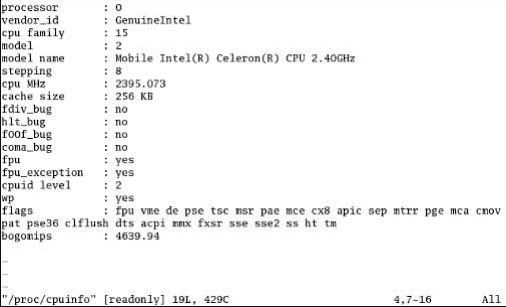 processor : 0
vendor_id : GenuineIntel
cpu family : 15
model : 2
model name : Mobile Intel(R) Celeron(R) CPU 2.40GHz
stepping : 8
cpu MHz : 2395.073
cache size : 256 KB
fdiv_bug : no
hlt_bug : no
f00f_bug : no
coma_bug : no
fpu : yes
fpu_exception : yes
cpuid level : 2
wp : yes
flags : fpu vme de pse tsc msr pae mce cx8 apic sep mtrr pge mca cmov
pat pse36 clflush dts acpi mmx fxsr sse sse2 ss ht tm
bogomips : 4639.94
~
~
~
"/proc/cpuinfo" [readonly] 19L, 429C 4,7-16 All